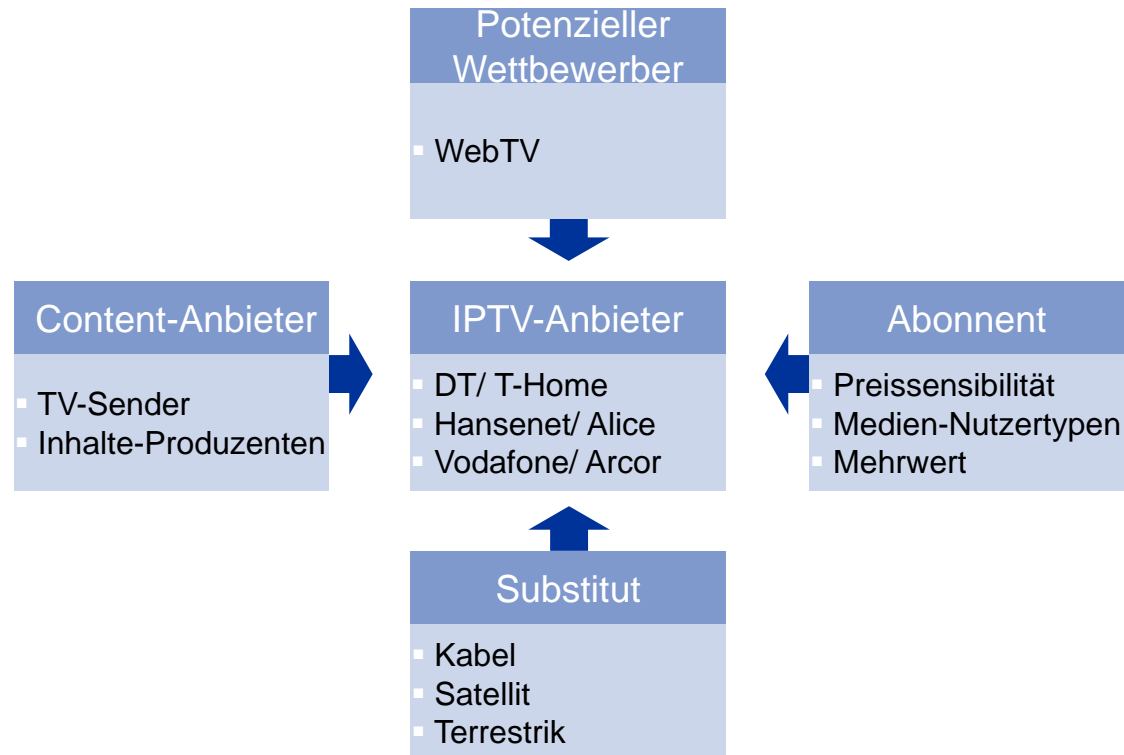 Potenzieller
Wettbewerber
▪ WebTV
Content-Anbieter
▪ TV-Sender
▪ Inhalte-Produzenten
IPTV-Anbieter
▪ DT/ T-Home
▪ Hansenet/ Alice
▪ Vodafone/ Arcor
Abonnent
▪ Preissensibilität
▪ Medien-Nutzertypen
▪ Mehrwert
Substitut
▪ Kabel
▪ Satellit
▪ Terrestrik